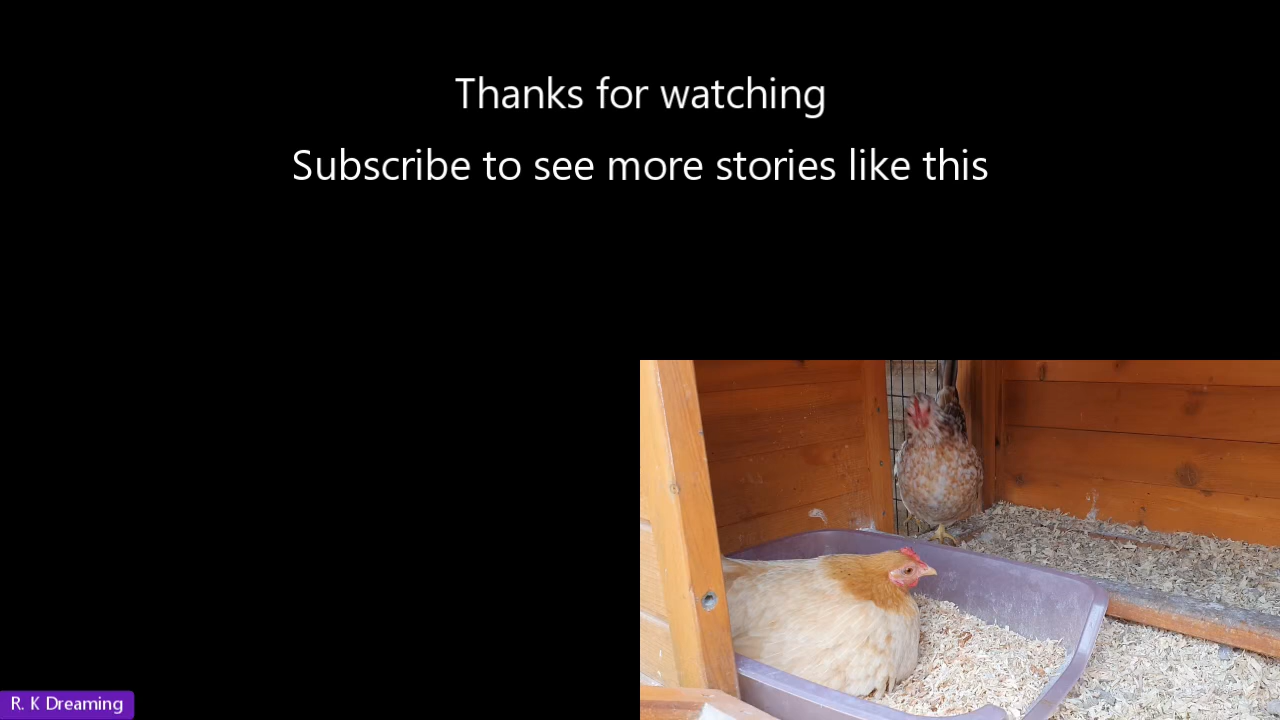 Thanks for watching
Subscribe to see more stories like this
R. K Dreaming